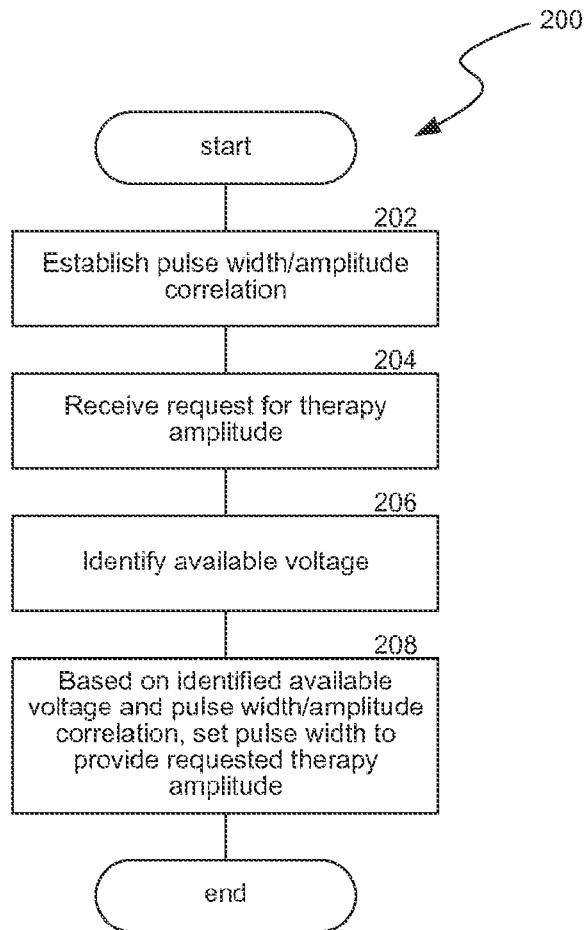 200
start
202
Establish pulse width/amplitude
correlation
204
Receive request for therapy
amplitude
206
Identify available voltage
208
Based on identified available
voltage and pulse width/amplitude
correlation, set pulse width to
provide requested therapy
amplitude
end